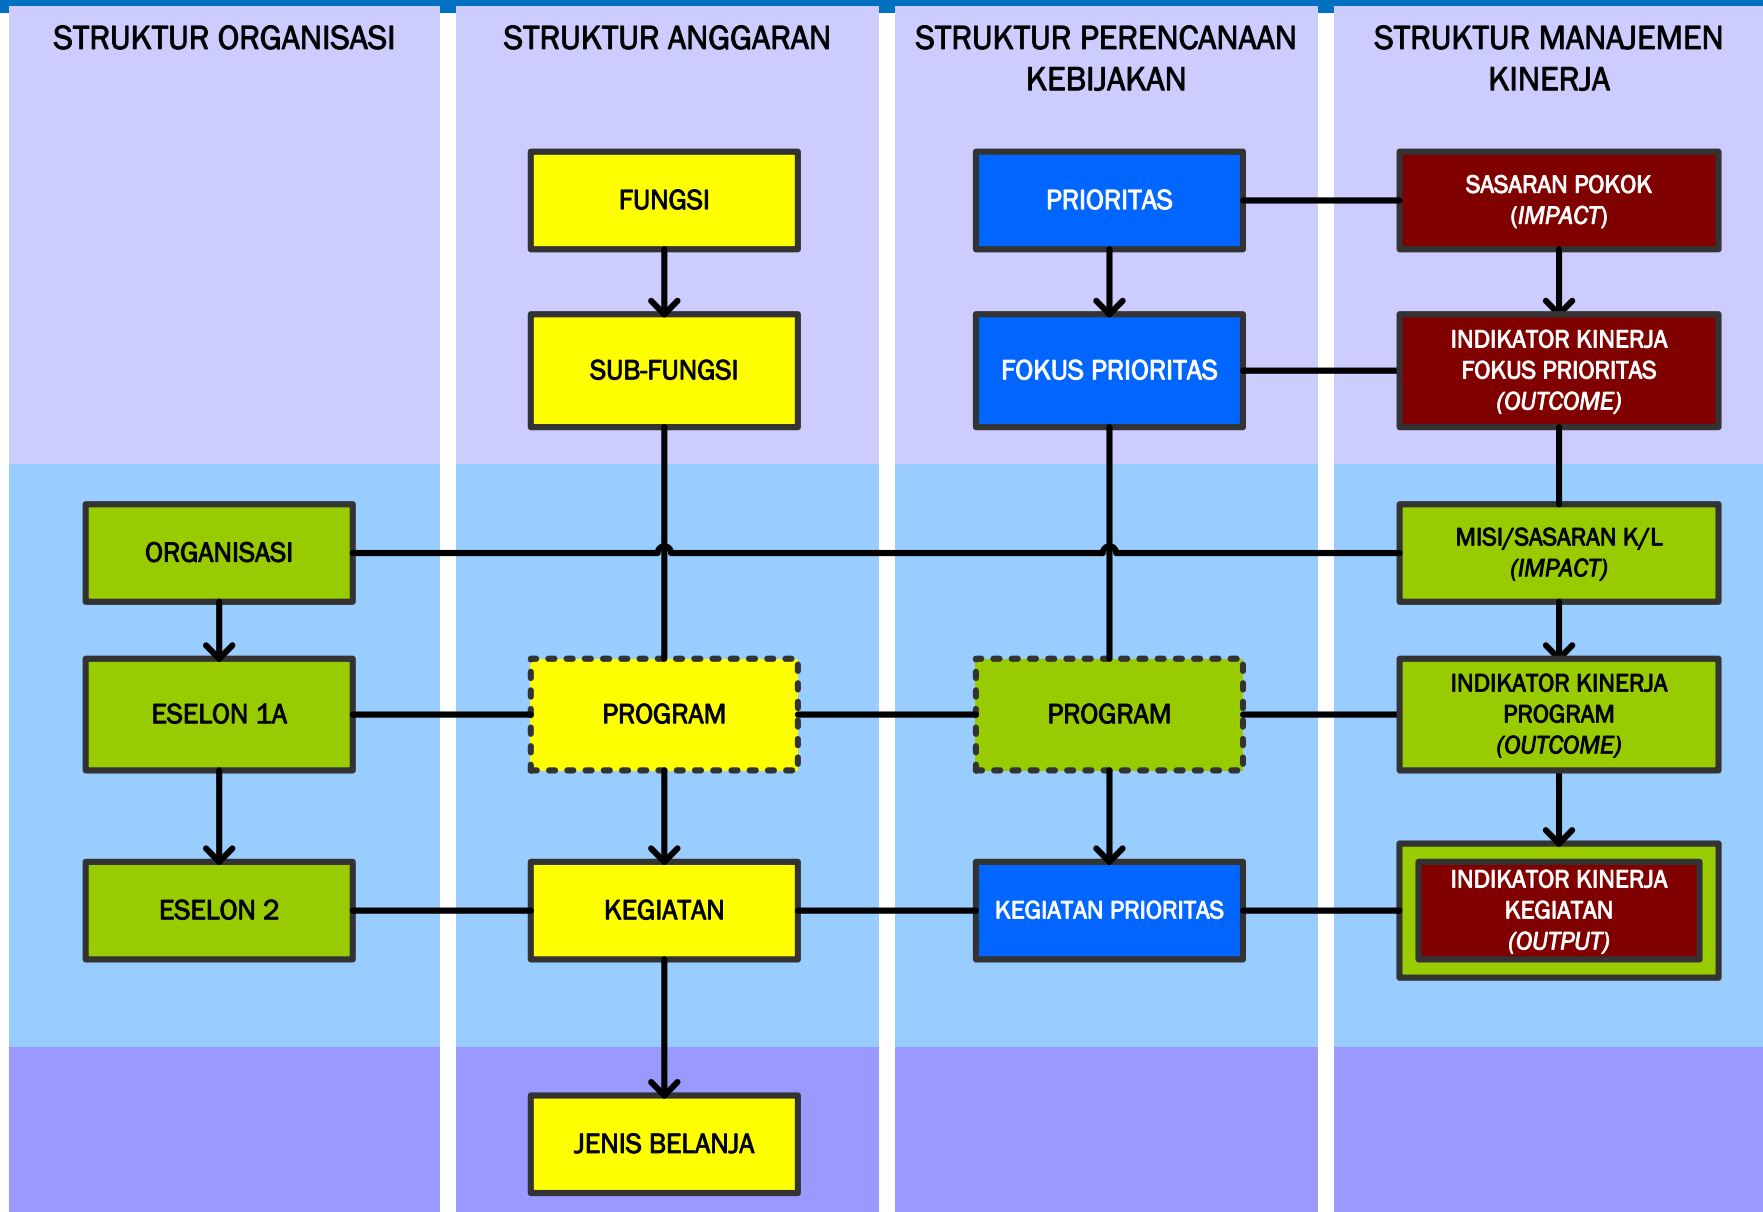 STRUKTUR ORGANISASI
STRUKTUR ANGGARAN
STRUKTUR PERENCANAAN
KEBIJAKAN
STRUKTUR MANAJEMEN
KINERJA
FUNGSI
PRIORITAS
SASARAN POKOK
(IMPACT)
SUB-FUNGSI
FOKUS PRIORITAS
INDIKATOR KINERJA
FOKUS PRIORITAS
(OUTCOME)
ORGANISASI
MISI/SASARAN K/L
(IMPACT)
ESELON 1A
PROGRAM
PROGRAM
INDIKATOR KINERJA
PROGRAM
(OUTCOME)
ESELON 2
KEGIATAN
KEGIATAN PRIORITAS
INDIKATOR KINERJA
KEGIATAN
(OUTPUT)
JENIS BELANJA